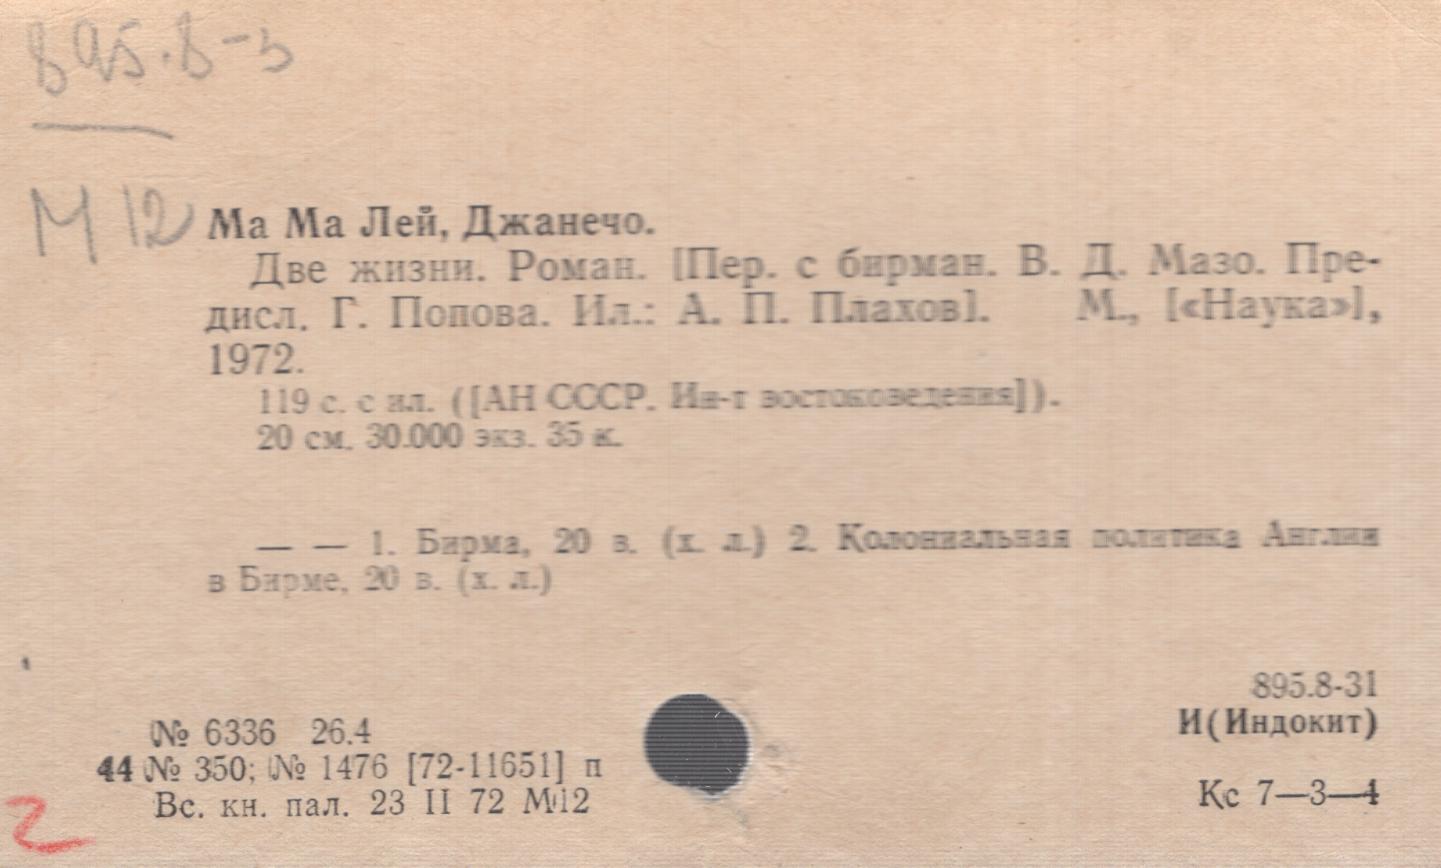 895.8-3
М 12
Ма Ма Лей, Джанечо.
Две жизни. Роман. [Пер. с бирман. В. Д. Мазо. Пре-
дисл. Г. Попова. Ил.: А. П. Плахов]. М., [«Наука»],
1972.
119 с. с ил. ([АН СССР. Ин-т востоковедения]).
20 см. 30.000 экз. 35 к.
— — 1. Бирма, 20 в. (х. л.) 2. Колониальная политика Англии
в Бирме, 20 в. (х. л.)
895.8-31
И(Индокит)
№ 6336 26.4
44 № 350; № 1476 [72-11651] п
Вс. кн. пал. 23 II 72 М12
Кс 7—3—4
2